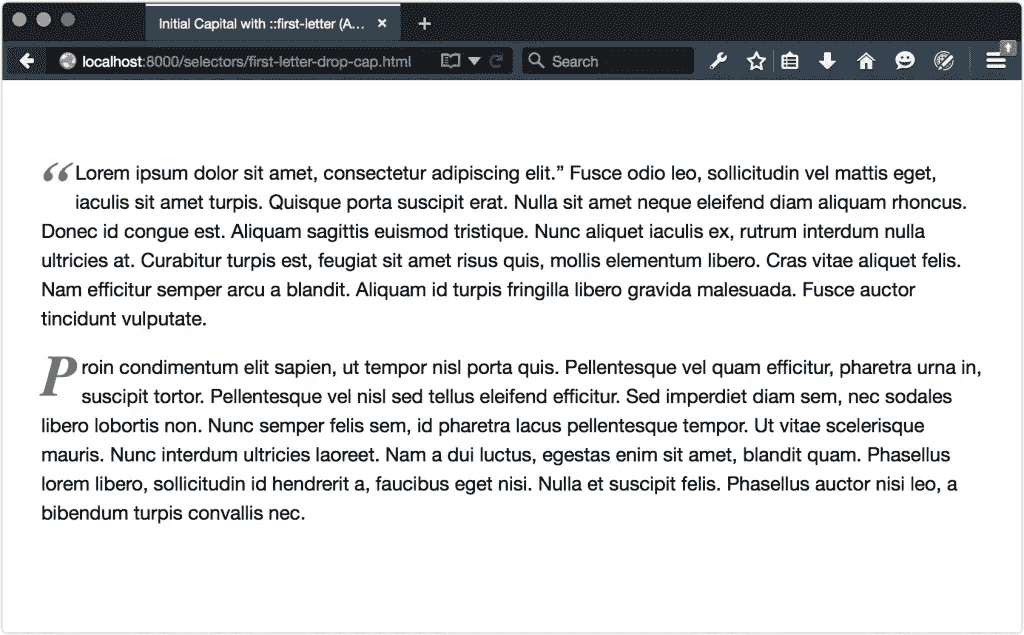 Initial Capital with ::first-letter (A...
localhost:8000/selectors/first-letter-drop-cap.html
Search
“Lorem ipsum dolor sit amet, consectetur adipiscing elit.” Fusce odio leo, sollicitudin vel mattis eget,
iaculis sit amet turpis. Quisque porta suscipit erat. Nulla sit amet neque eleifend diam aliquam rhoncus.
Donec id congue est. Aliquam sagittis euismod tristique. Nunc aliquet iaculis ex, rutrum interdum nulla
ultricies at. Curabitur turpis est, feugiat sit amet risus quis, mollis elementum libero. Cras vitae aliquet felis.
Nam efficitur semper arcu a blandit. Aliquam id turpis fringilla libero gravida malesuada. Fusce auctor
tincidunt vulputate.
Proin condimentum elit sapien, ut tempor nisl porta quis. Pellentesque vel quam efficitur, pharetra urna in,
suscipit tortor. Pellentesque vel nisl sed tellus eleifend efficitur. Sed imperdiet diam sem, nec sodales
libero lobortis non. Nunc semper felis sem, id pharetra lacus pellentesque tempor. Ut vitae scelerisque
mauris. Nunc interdum ultricies laoreet. Nam a dui luctus, egestas enim sit amet, blandit quam. Phasellus
lorem libero, sollicitudin id hendrerit a, faucibus eget nisi. Nulla et suscipit felis. Phasellus auctor nisi leo, a
bibendum turpis convallis nec.